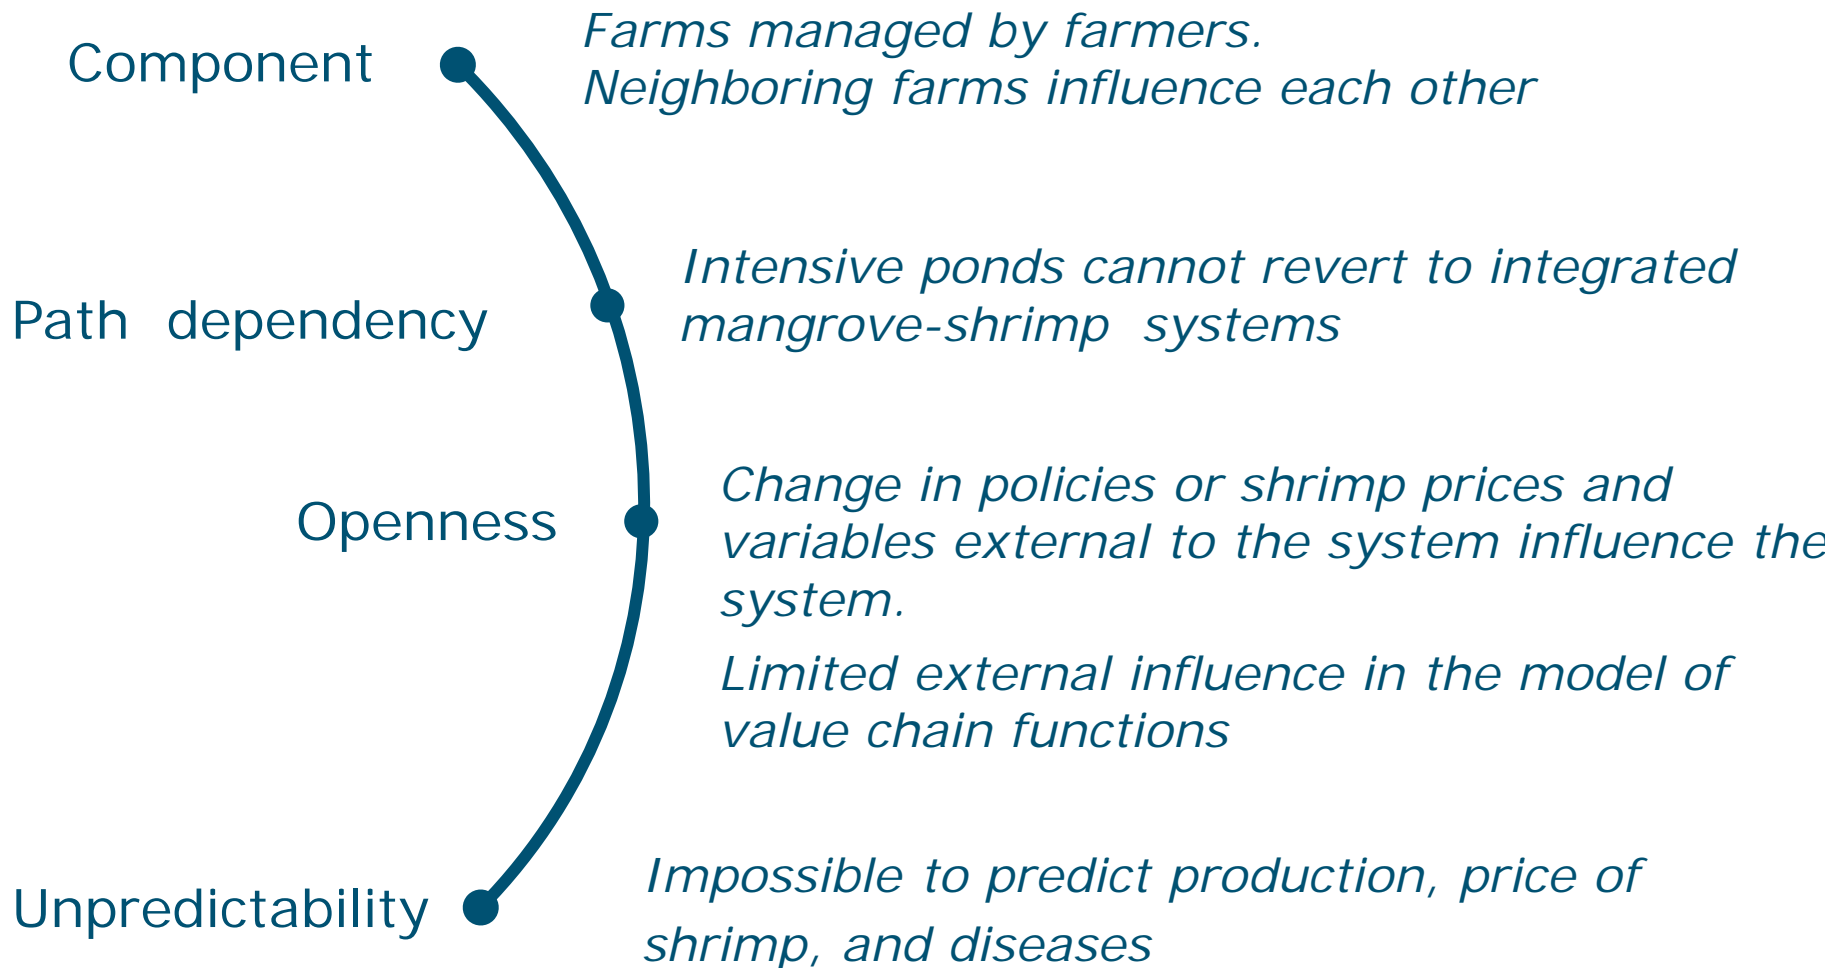 Component
Farms managed by farmers.
Neighboring farms influence each other
Path dependency
Intensive ponds cannot revert to integrated
mangrove-shrimp systems
Openness
Change in policies or shrimp prices and
variables external to the system influence the
system.
Limited external influence in the model of
value chain functions
Unpredictability
Impossible to predict production, price of
shrimp, and diseases